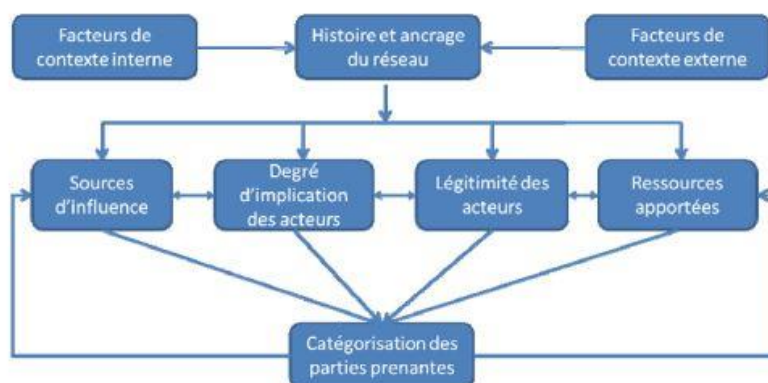 Facteurs de
contexte interne
Histoire et ancrage
du réseau
Facteurs de
contexte externe
Sources
d'influence
Degré
d'implication
des acteurs
Légitimité des
acteurs
Ressources
apportées
Catégorisation des
parties prenantes